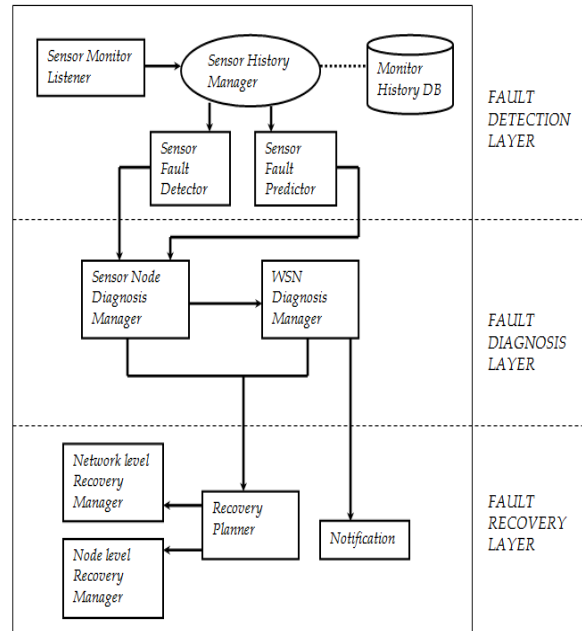 Sensor Monitor
Listener
Sensor History
Manager
Monitor
History DB
FAULT
DETECTION
LAYER
Sensor
Fault
Detector
Sensor
Fault
Predictor
Sensor Node
Diagnosis
Manager
WSN
Diagnosis
Manager
FAULT
DIAGNOSIS
LAYER
Network level
Recovery
Manager
Recovery
Planner
Notification
Node level
Recovery
Manager
FAULT
RECOVERY
LAYER